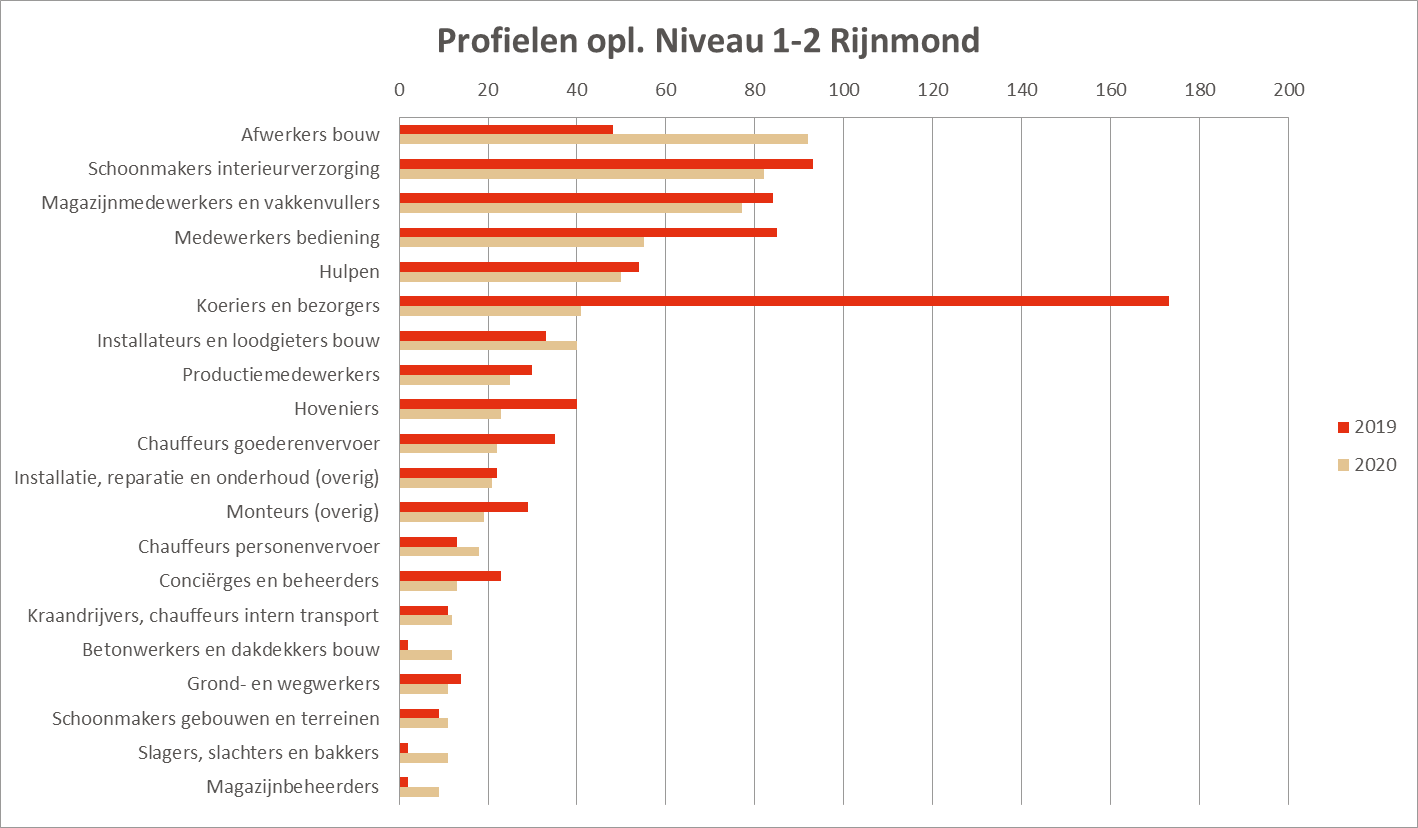 Profielen opl. Niveau 1-2 Rijnmond
0 20 40 60 80 100 120 140 160 180 200
Afwerkers bouw
Schoonmakers interieurverzorging
Magazijnmedewerkers en vakkenvullers
Medewerkers bediening
Hulpen
Koeriers en bezorgers
Installateurs en loodgieters bouw
Productiemedewerkers
Hoveniers
Chauffeurs goederenvervoer
Installatie, reparatie en onderhoud (overig)
Monteurs (overig)
Chauffeurs personenvervoer
Conciërges en beheerders
Kraandrijvers, chauffeurs intern transport
Betonwerkers en dakdekkers bouw
Grond- en wegwerkers
Schoonmakers gebouwen en terreinen
Slagers, slachters en bakkers
Magazijnbeheerders
2019
2020